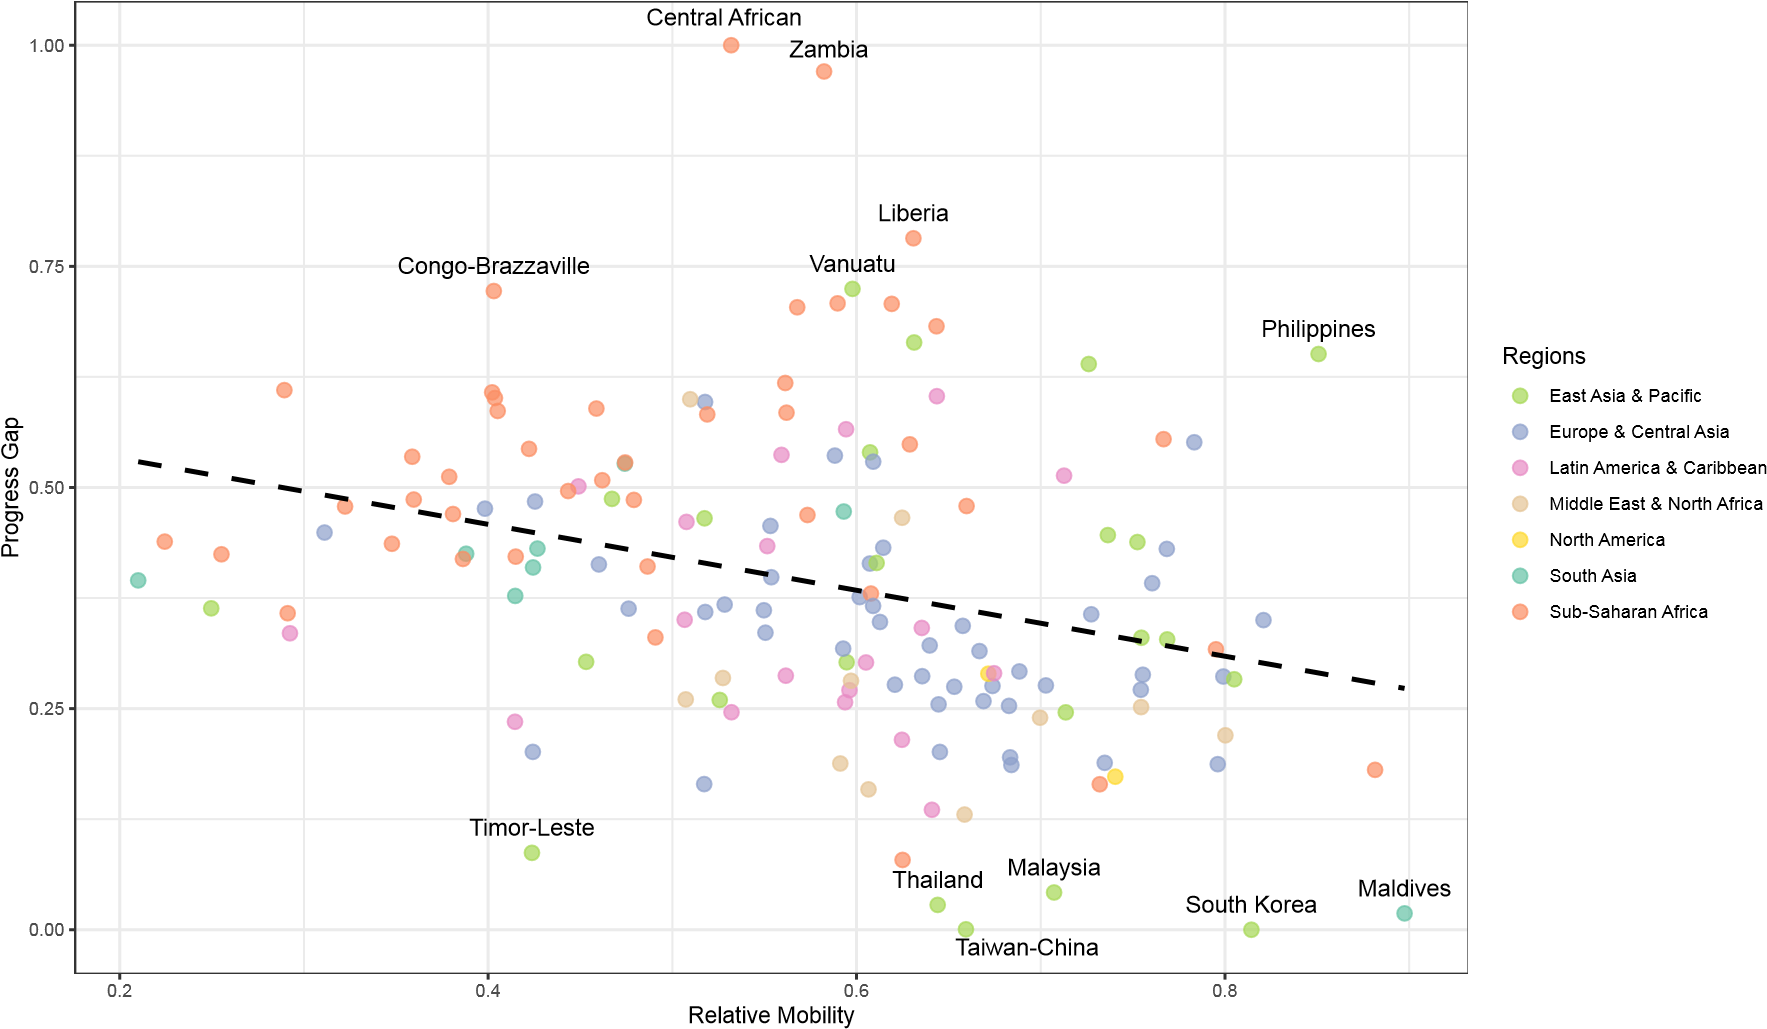 Central African
1.00
Zambia
Liberia
0.75
Congo-Brazzaville
Vanuatu
Philippines
Regions
East Asia & Pacific
Europe & Central Asia
Latin America & Caribbean
Middle East & North Africa
North America
South Asia
Sub-Saharan Africa
Progress Gap
0.50
0.25
Timor-Leste
Thailand
Malaysia
Maldives
South Korea
0.00
Taiwan-China
0.2
0.4
0.6
0.8
Relative Mobility